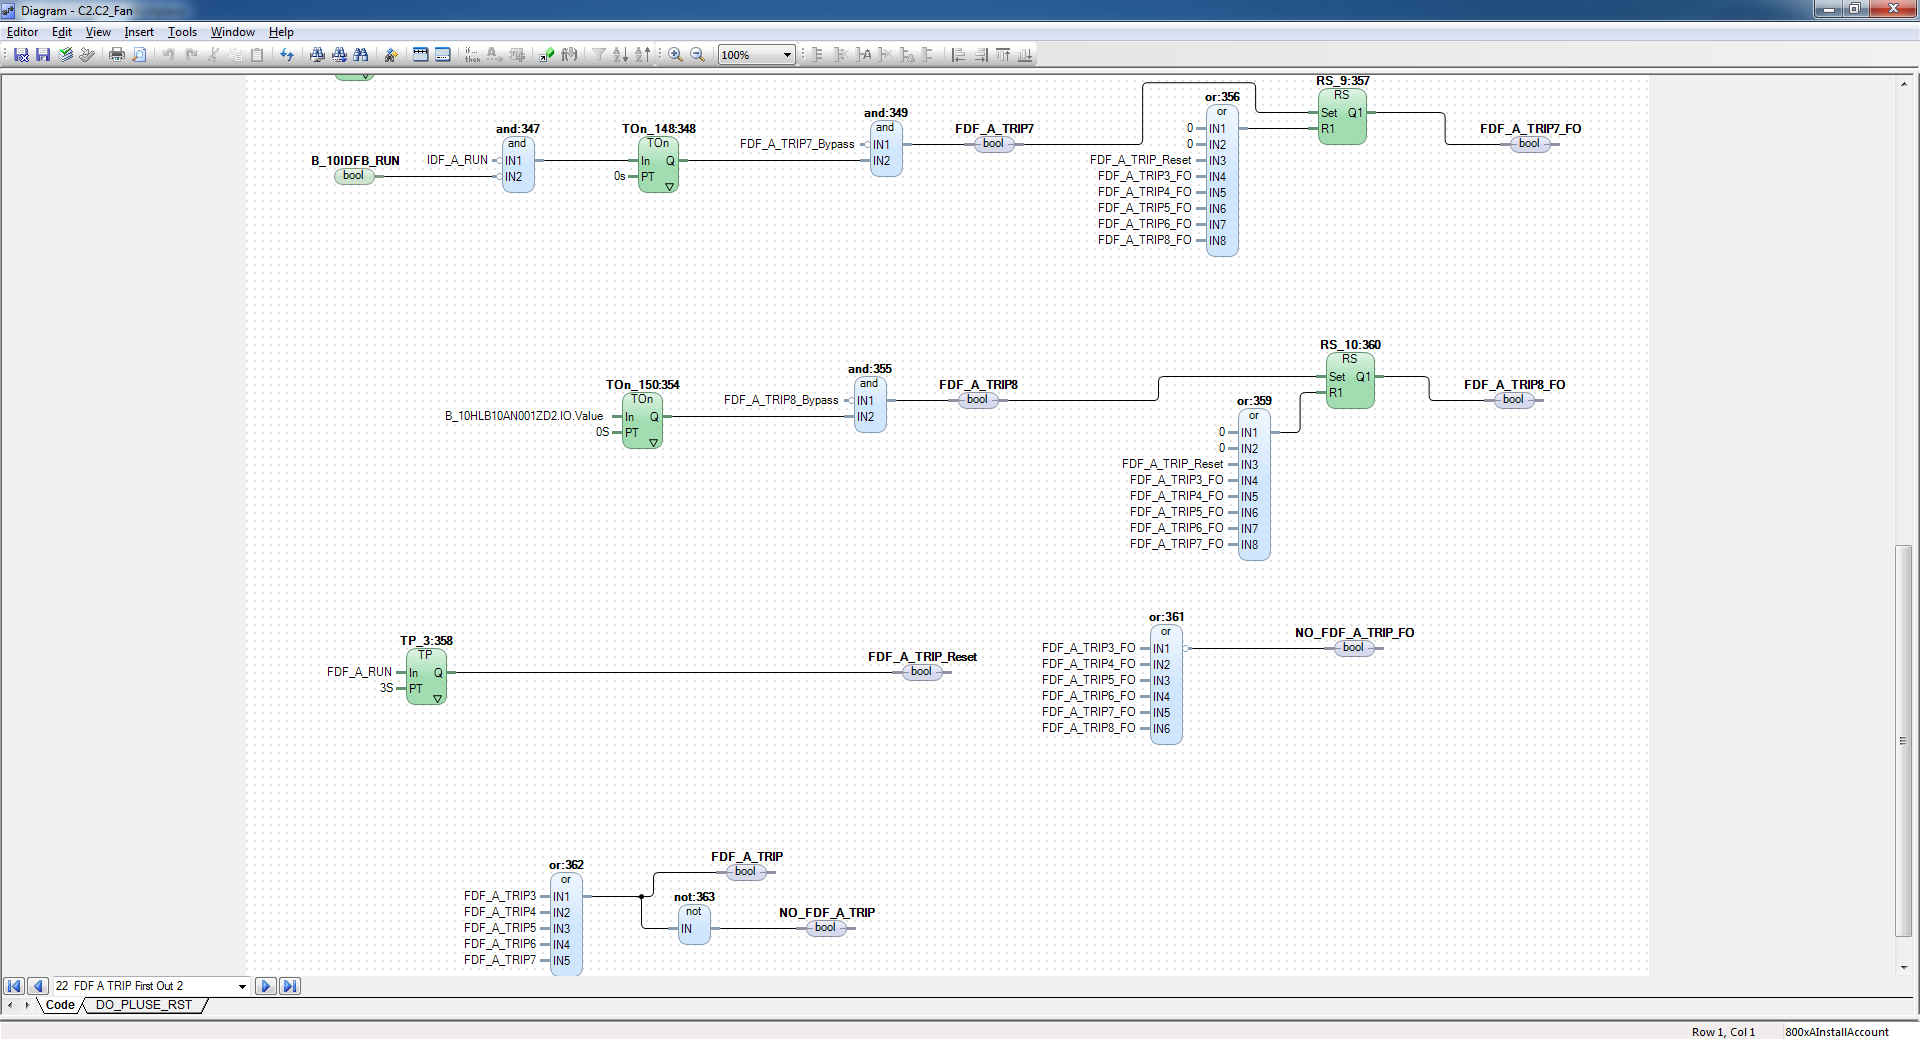 Diagram - C2.C2_Fan
Editor Edit View Insert Tools Window Help
if...
then
100%
RS_9:357
RS
Set Q1
R1
or:356
or
0 IN1
0 IN2
FDF_A_TRIP_Reset IN3
FDF_A_TRIP3_FO IN4
FDF_A_TRIP4_FO IN5
FDF_A_TRIP5_FO IN6
FDF_A_TRIP6_FO IN7
FDF_A_TRIP8_FO IN8
and:347
and
B_10IDFB_RUN
bool
IDF_A_RUN IN1
IN2
TOn_148:348
TOn
In Q
0s PT
and:349
and
FDF_A_TRIP7_Bypass IN1
IN2
FDF_A_TRIP7
bool
FDF_A_TRIP7_FO
bool
RS_10:360
RS
Set Q1
R1
TOn_150:354
TOn
B_10HLB10AN001ZD2.IO.Value In Q
0S PT
and:355
and
FDF_A_TRIP8_Bypass IN1
IN2
FDF_A_TRIP8
bool
FDF_A_TRIP8_FO
bool
or:359
or
0 IN1
0 IN2
FDF_A_TRIP_Reset IN3
FDF_A_TRIP3_FO IN4
FDF_A_TRIP4_FO IN5
FDF_A_TRIP5_FO IN6
FDF_A_TRIP6_FO IN7
FDF_A_TRIP7_FO IN8
TP_3:358
TP
FDF_A_RUN In Q
3S PT
FDF_A_TRIP_Reset
bool
or:361
or
FDF_A_TRIP3_FO IN1
FDF_A_TRIP4_FO IN2
FDF_A_TRIP5_FO IN3
FDF_A_TRIP6_FO IN4
FDF_A_TRIP7_FO IN5
FDF_A_TRIP8_FO IN6
NO_FDF_A_TRIP_FO
bool
or:362
or
FDF_A_TRIP3 IN1
FDF_A_TRIP4 IN2
FDF_A_TRIP5 IN3
FDF_A_TRIP6 IN4
FDF_A_TRIP7 IN5
FDF_A_TRIP
bool
not:363
not
IN
NO_FDF_A_TRIP
bool
22 FDF A TRIP First Out 2
Code DO_PLUSE_RST
Row 1, Col 1 800xAInstallAccount